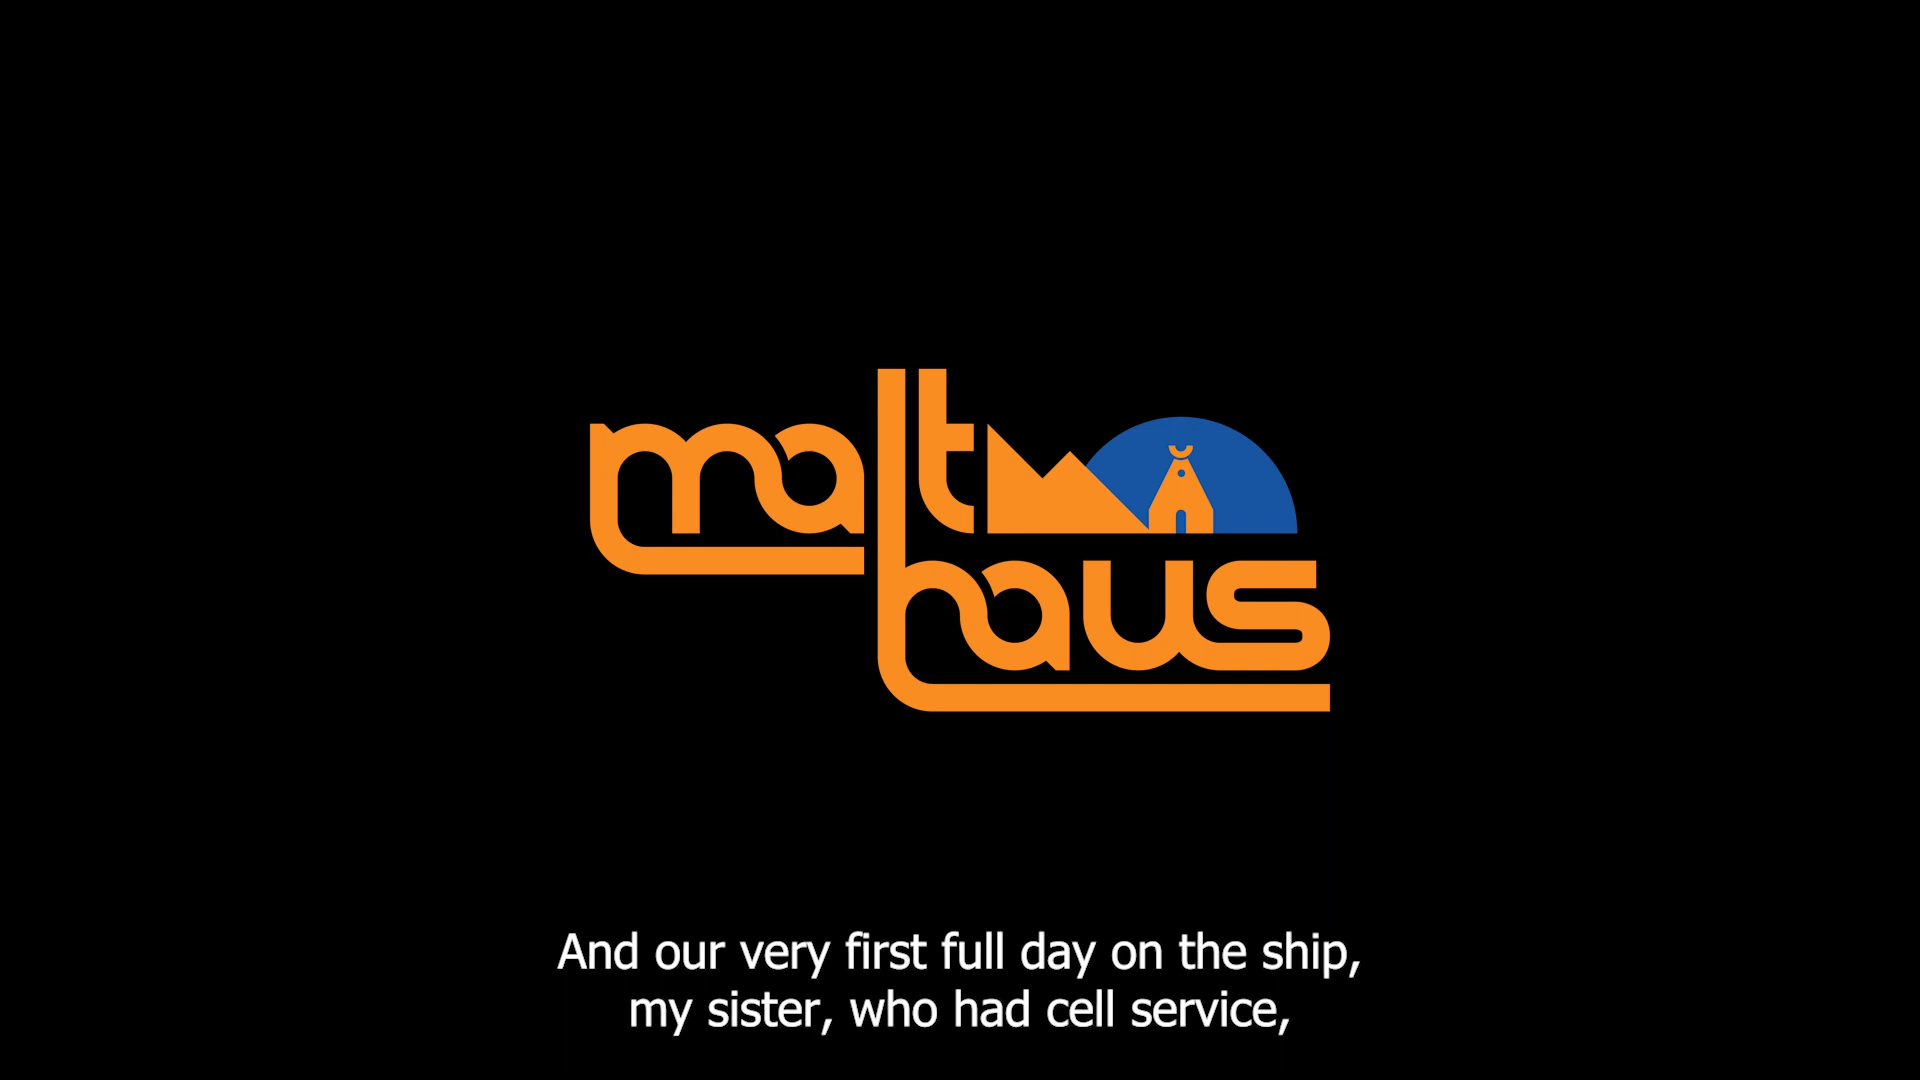 malt
haus
And our very first full day on the ship,
my sister, who had cell service,